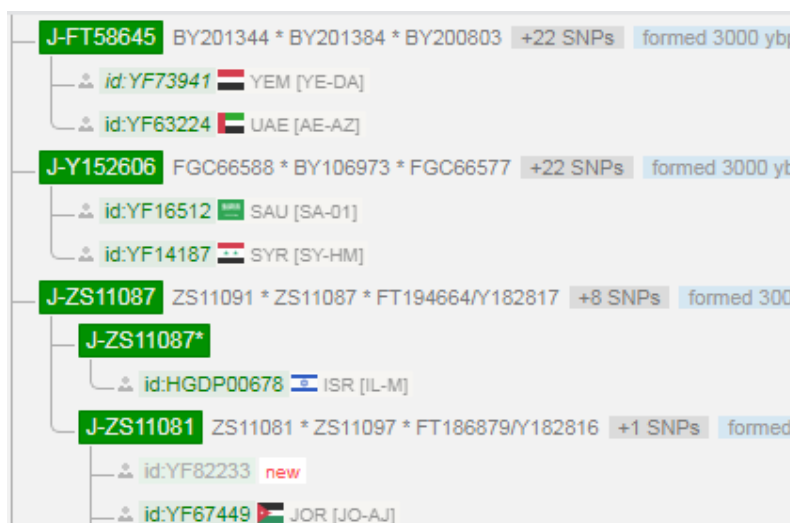 J-FT58645 BY201344 * BY201384 * BY200803 +22 SNPs formed 3000 ybp
id:YF73941 YEM [YE-DA]
id:YF63224 UAE [AE-AZ]
J-Y152606 FGC66588 * BY106973 * FGC66577 +22 SNPs formed 3000 yb
id:YF16512 SAU [SA-01]
id:YF14187 SYR [SY-HM]
J-ZS11087 ZS11091 * ZS11087 * FT194664/Y182817 +8 SNPs formed 300
J-ZS11087*
id:HGDP00678 ISR [IL-M]
J-ZS11081 ZS11081 * ZS11097 * FT186879/Y182816 +1 SNPs formed
id:YF82233 new
id:YF67449 JOR [JO-AJ]